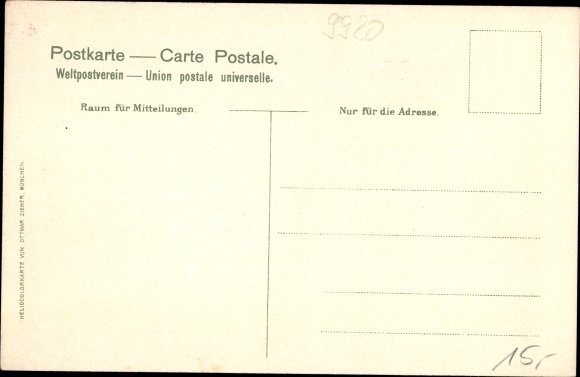 9920
Postkarte — Carte Postale.
Weltpostverein — Union postale universelle.
Raum für Mitteilungen.
Nur für die Adresse.
HELIOCOLORKARTE VON OTTMAR ZIEHER, MÜNCHEN.
15,-